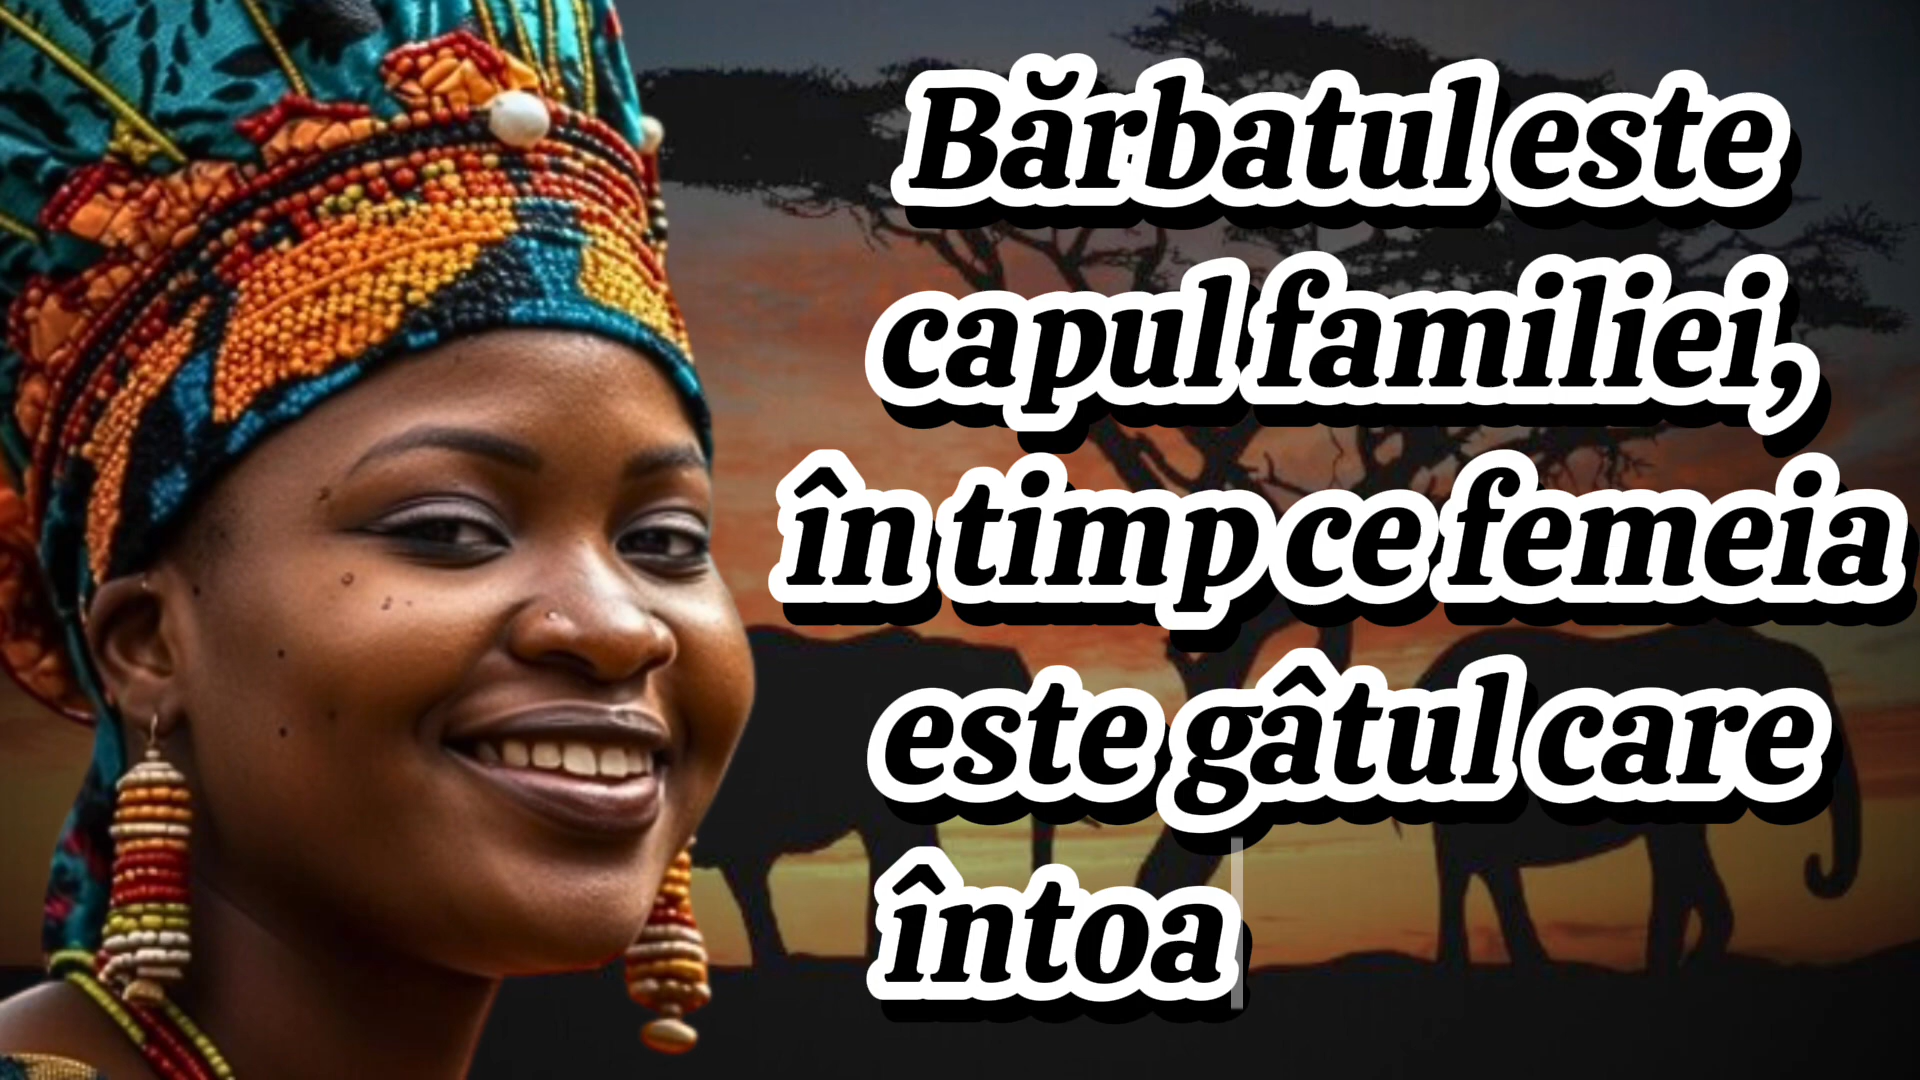 Bărbatul este
capul familiei,
în timp ce femeia
este gâtul care
întoa